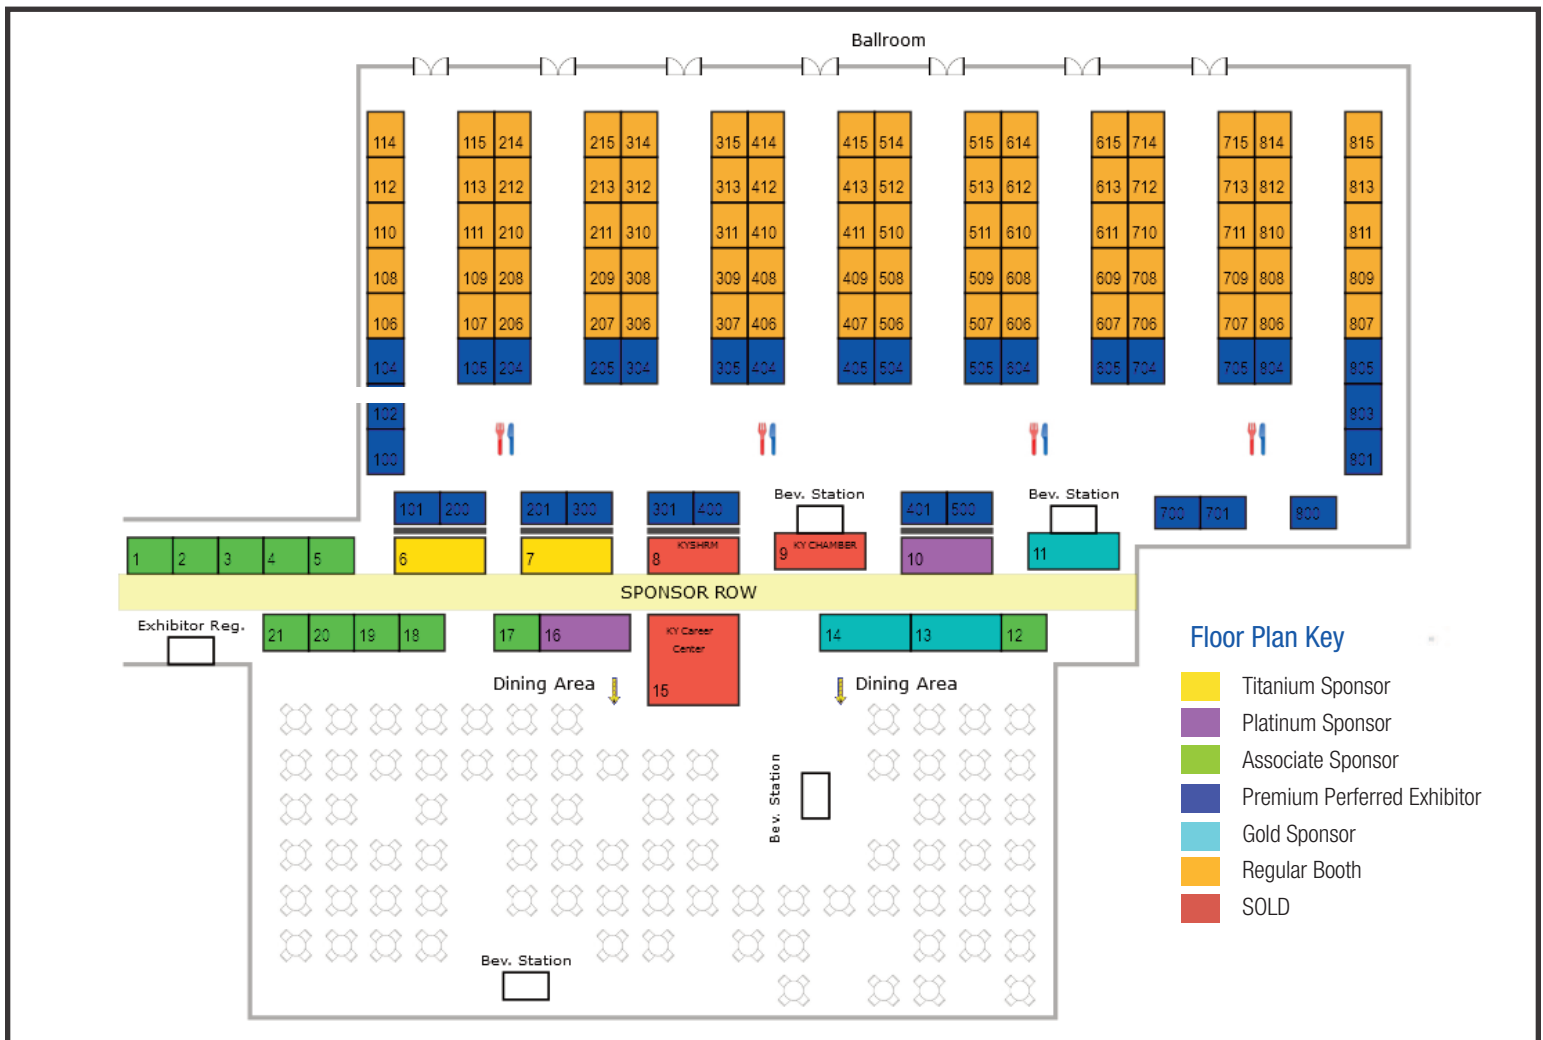 Ballroom
114 115 214 215 314 315 414 415 514 515 614 615 714 715 814 815
112 113 212 213 312 313 412 413 512 513 612 613 712 713 812 813
110 111 210 211 310 311 410 411 510 511 610 611 710 711 810 811
108 109 208 209 308 309 408 409 508 509 608 609 708 709 808 809
106 107 206 207 306 307 406 407 506 507 606 607 706 707 806 807
104 105 204 205 304 305 404 405 504 505 604 605 704 705 804 805
102 803
100 801
Bev. Station Bev. Station
101 200 201 300 301 400 401 500 700 701 800
1 2 3 4 5 6 7 8 KYSHRM 9 KY CHAMBER 10 11
SPONSOR ROW
Exhibitor Reg.
21 20 19 18 17 16 KY Career
Center
15
14 13 12
Dining Area Dining Area
Bev. Station
Bev. Station
Floor Plan Key
Titanium Sponsor
Platinum Sponsor
Associate Sponsor
Premium Perferred Exhibitor
Gold Sponsor
Regular Booth
SOLD